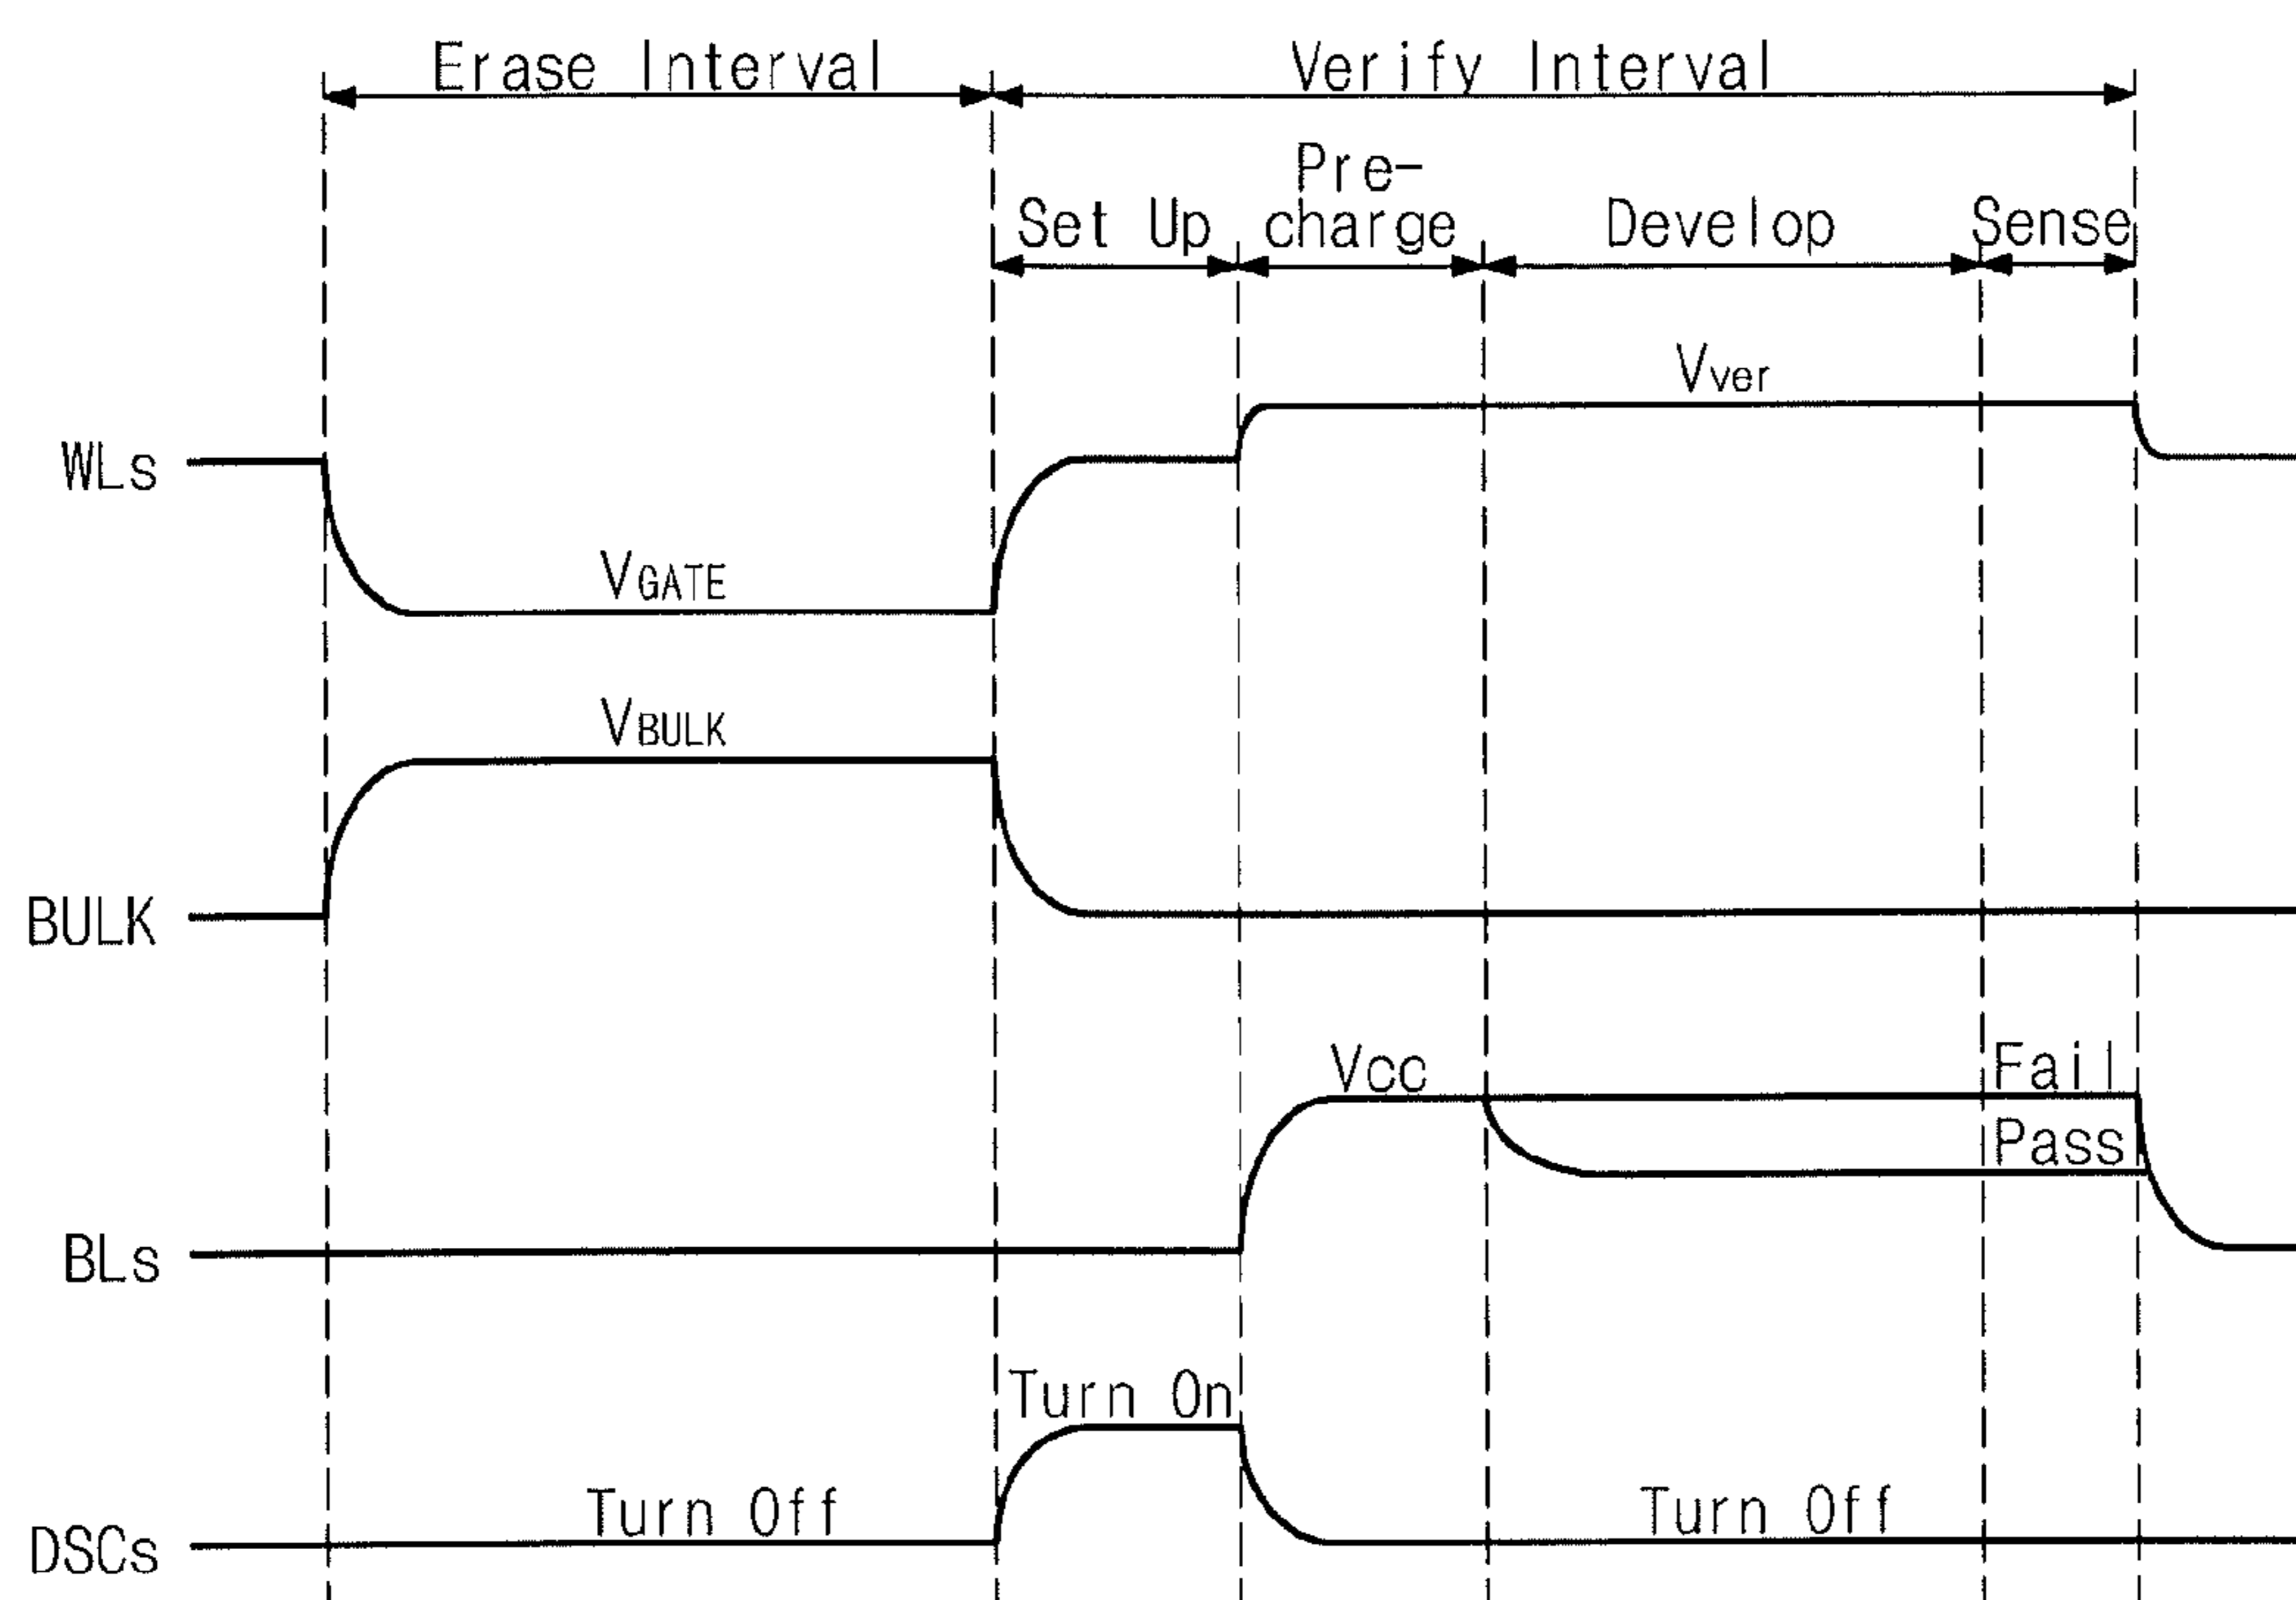 Erase Interval
Verify Interval
Pre-
Set Up charge Develop Sense
Vver
WLs
VGATE
VBULK
BULK
Vcc Fail
Pass
BLs
Turn On
Turn Off Turn Off
DSCs